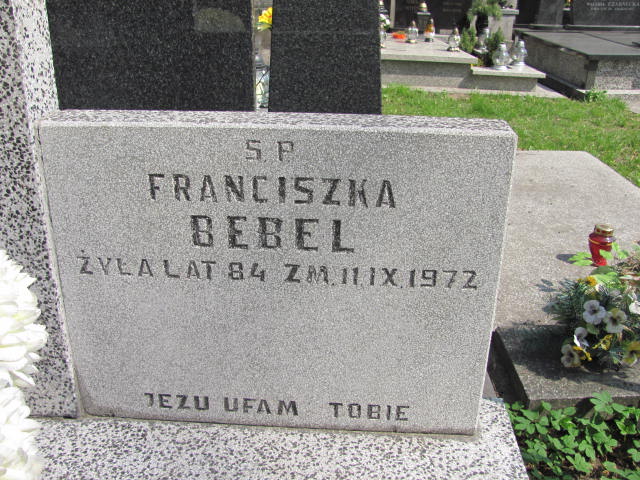 S P
FRANCISZKA
BEBEL
ŻYŁA LAT 84 ZM. 11.IX.1972
JEZU UFAM TOBIE